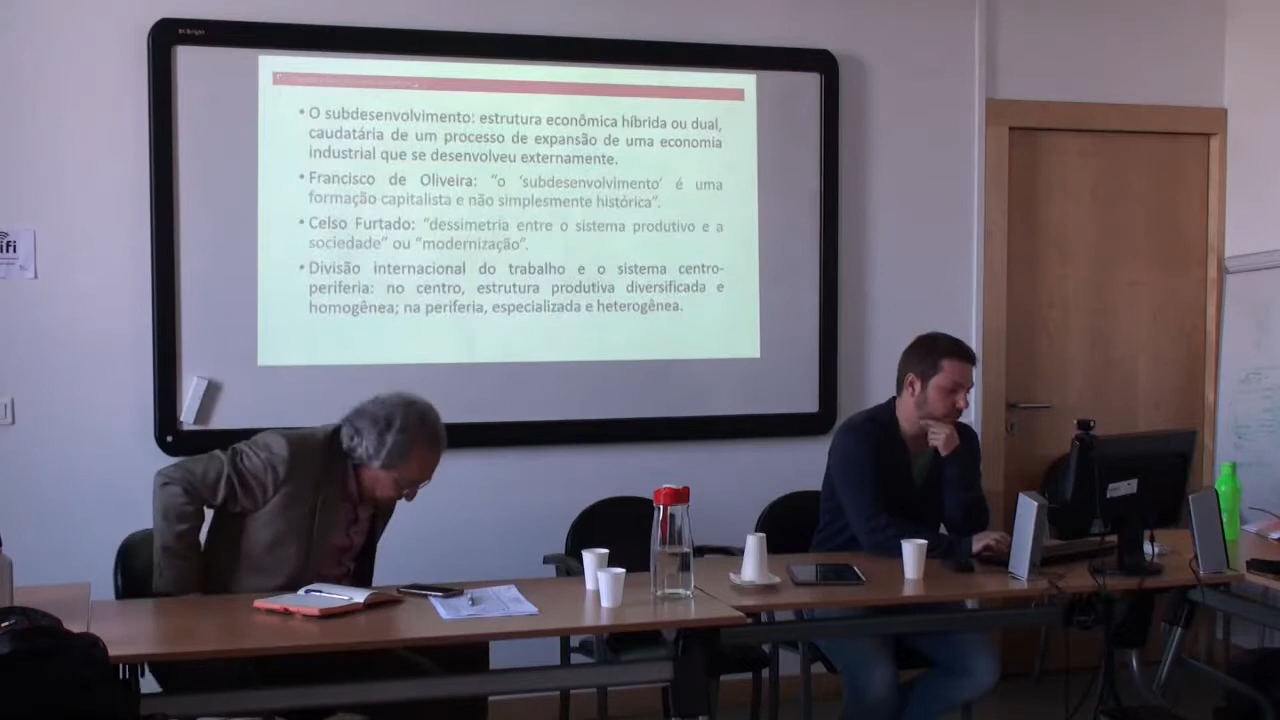 • O subdesenvolvimento: estrutura econômica híbrida ou dual,
caudatária de um processo de expansão de uma economia
industrial que se desenvolveu externamente.
• Francisco de Oliveira: “o ‘subdesenvolvimento’ é uma
formação capitalista e não simplesmente histórica”.
• Celso Furtado: “dessimetria entre o sistema produtivo e a
sociedade” ou “modernização”.
• Divisão internacional do trabalho e o sistema centro-
periferia: no centro, estrutura produtiva diversificada e
homogênea; na periferia, especializada e heterogênea.
ifi